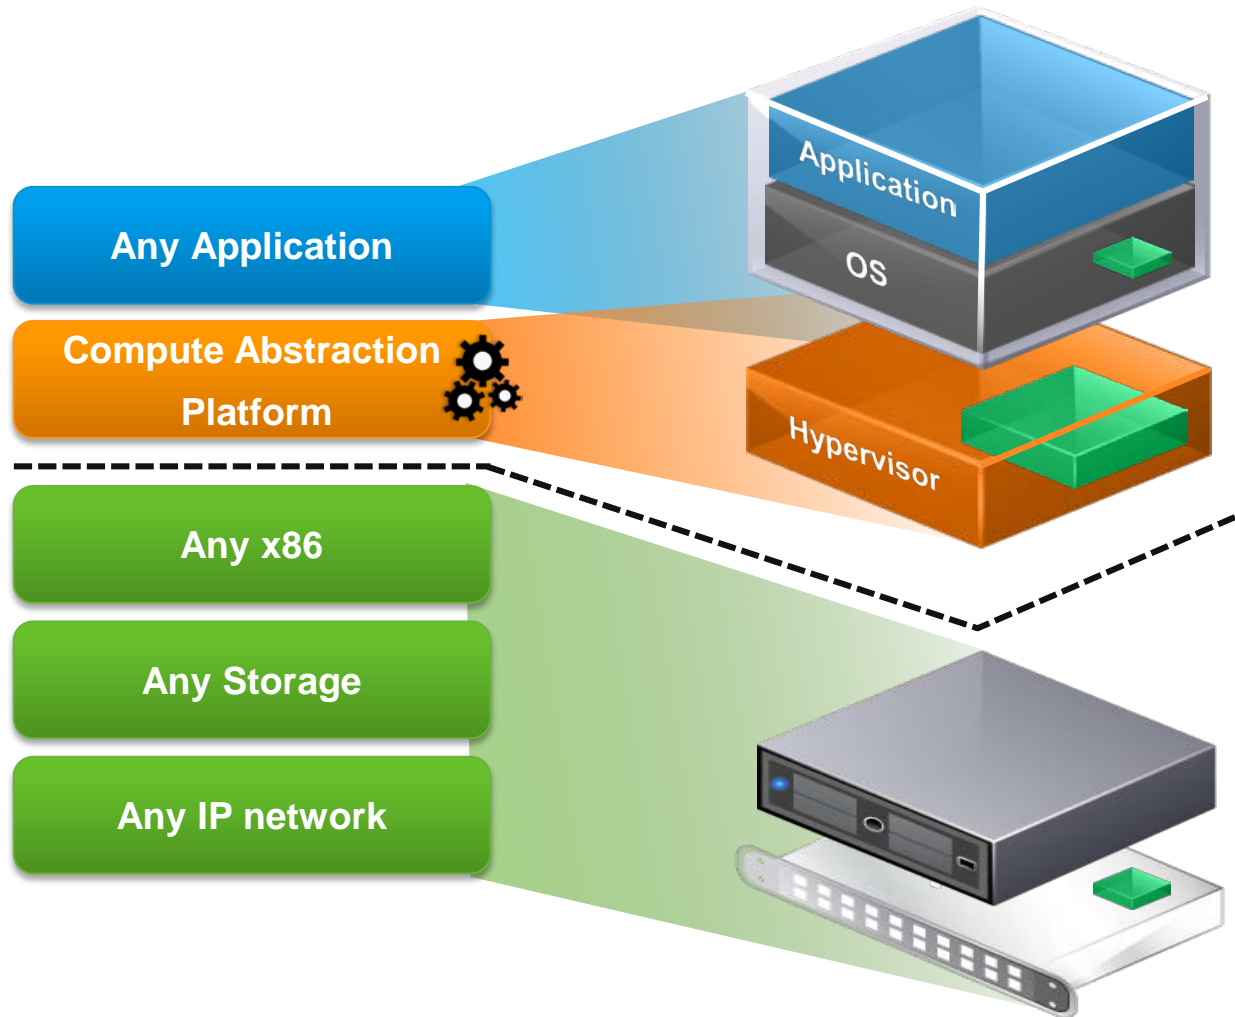 Any Application
Compute Abstraction
Platform
Any x86
Any Storage
Any IP network
Application
OS
Hypervisor